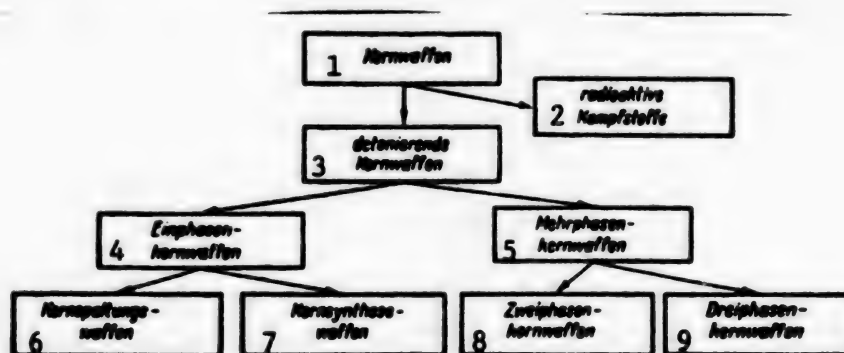 1 Kernwaffen
radioaktive
2 Kampfstoffe
detonierende
3 Kernwaffen
Einphasen-
4 kernwaffen
Mehrphasen-
5 kernwaffen
Kernspaltungs-
6 waffen
Kernsynthese-
7 waffen
Zweiphasen-
8 kernwaffen
Dreiphasen-
9 kernwaffen